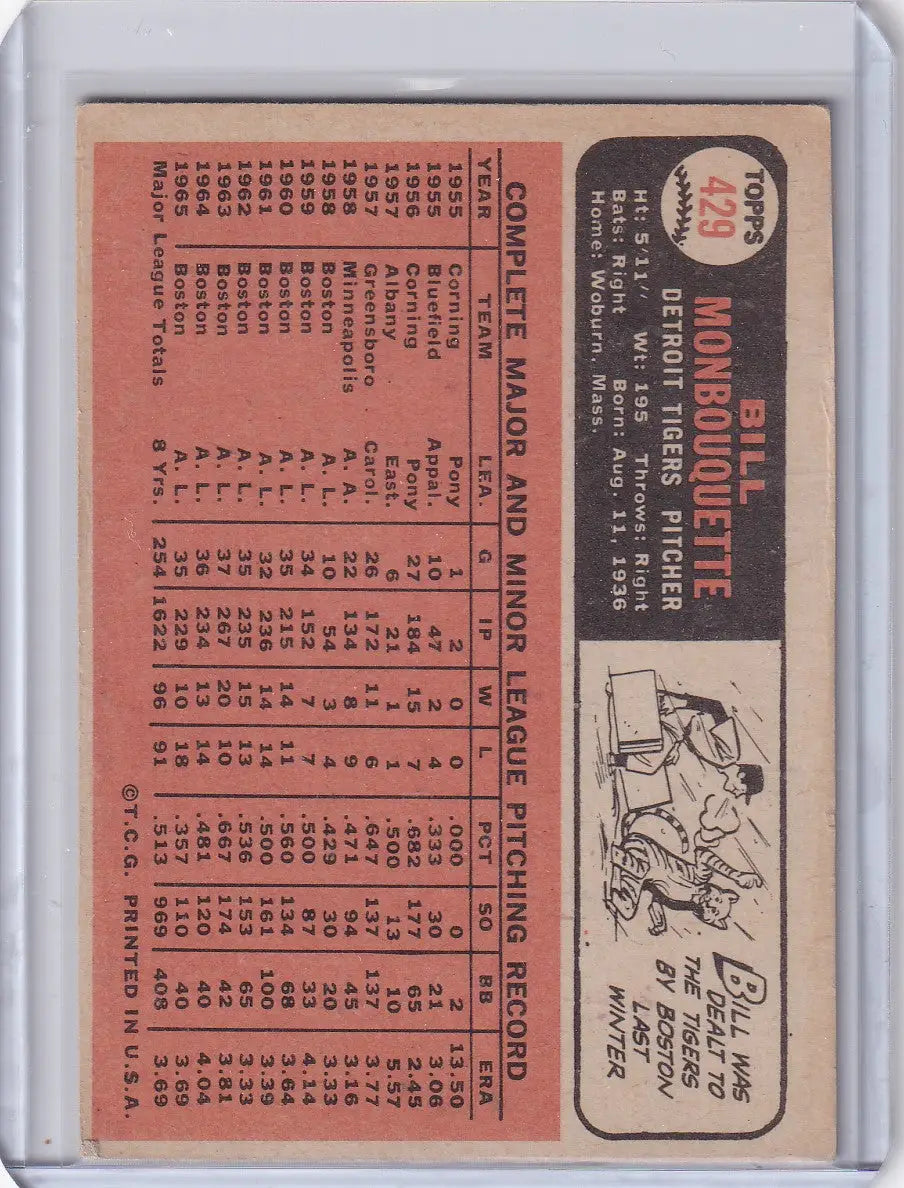 TOPPS
429
BILL
MONBOUQUETTE
DETROIT TIGERS PITCHER
Ht: 5/11" Wt: 195 Throws: Right
Bats: Right Born: Aug. 11, 1936
Home: Woburn, Mass.
BILL WAS
DEALT TO
THE TIGERS
BY BOSTON
LAST
WINTER
COMPLETE MAJOR AND MINOR LEAGUE PITCHING RECORD
YEAR TEAM LEA. G IP W L PCT SO BB ERA
1955 Corning Pony 1 2 0 0 .000 0 2 13.50
1955 Bluefield Appal. 10 47 2 4 .333 30 21 3.06
1956 Corning Pony 27 184 15 7 .682 177 65 2.45
1957 Albany East. 6 21 1 1 .500 13 10 5.57
1957 Greensboro Carol. 26 172 11 6 .647 137 137 3.77
1958 Minneapolis A. A. 22 134 8 9 .471 94 45 3.16
1958 Boston A. L. 10 54 3 4 .429 30 20 3.33
1959 Boston A. L. 34 152 7 7 .500 87 33 4.14
1960 Boston A. L. 35 215 14 11 .560 134 68 3.64
1961 Boston A. L. 32 236 14 14 .500 161 100 3.39
1962 Boston A. L. 35 235 15 13 .536 153 65 3.33
1963 Boston A. L. 37 267 20 10 .667 174 42 3.81
1964 Boston A. L. 36 234 13 14 .481 120 40 4.04
1965 Boston A. L. 35 229 10 18 .357 110 40 3.69
Major League Totals 8 Yrs. 254 1622 96 91 .513 969 408 3.69
©T.C.G. PRINTED IN U.S.A.